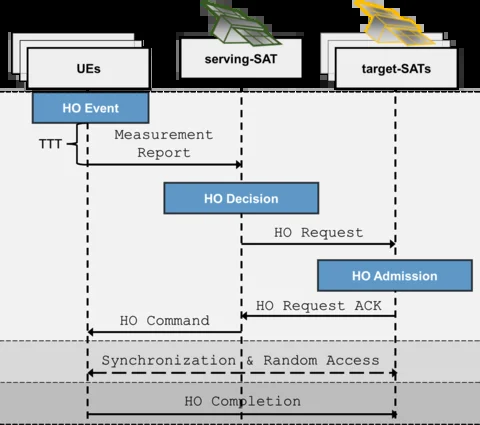 UEs
serving-SAT
target-SATs
HO Event
TTT
Measurement
Report
HO Decision
HO Request
HO Admission
HO Request ACK
HO Command
Synchronization & Random Access
HO Completion